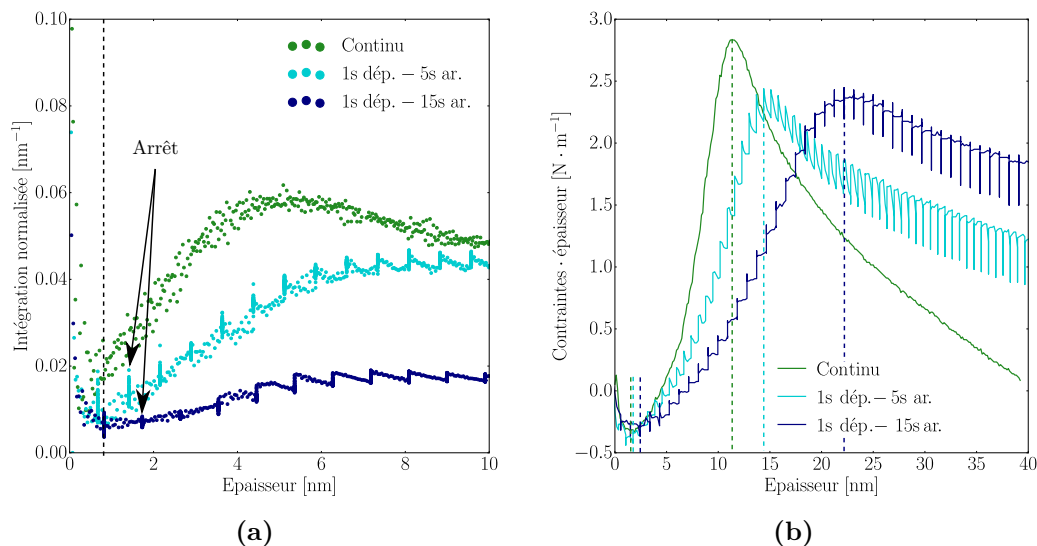 0.10
0.08
0.06
0.04
0.02
0.00
Intégration normalisée [nm⁻¹]
0
2
4
6
8
10
Epaisseur [nm]
Continu
1s dép. − 5s ar.
1s dép. − 15s ar.
Arrêt
(a)
3.0
2.5
2.0
1.5
1.0
0.5
0.0
−0.5
Contraintes · épaisseur [N · m⁻¹]
0
5
10
15
20
25
30
35
40
Epaisseur [nm]
Continu
1s dép.− 5s ar.
1s dép.− 15s ar.
(b)